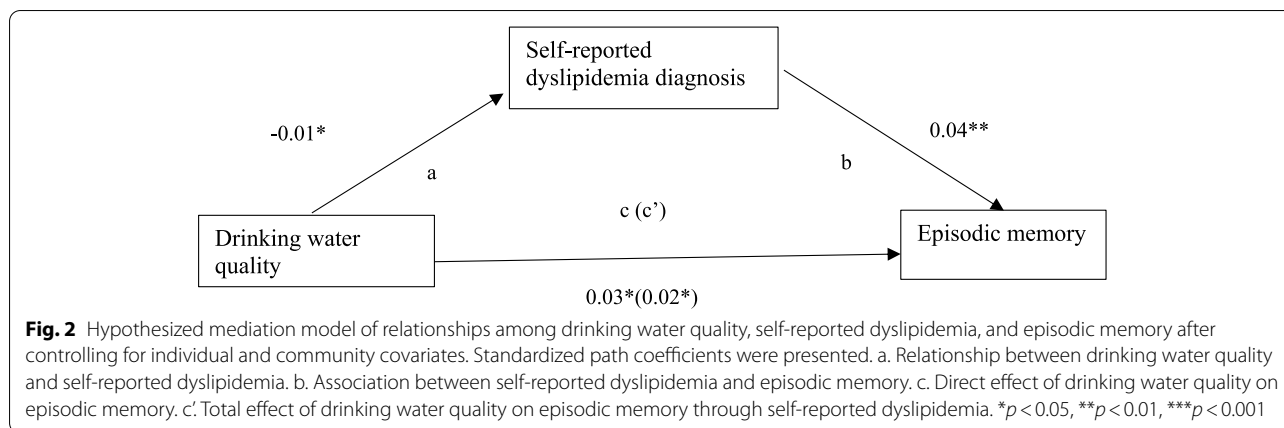 Self-reported
dyslipidemia diagnosis
-0.01*
0.04**
a
b
c (c’)
Drinking water
quality
Episodic memory
0.03*(0.02*)
Fig. 2 Hypothesized mediation model of relationships among drinking water quality, self-reported dyslipidemia, and episodic memory after
controlling for individual and community covariates. Standardized path coefficients were presented. a. Relationship between drinking water quality
and self-reported dyslipidemia. b. Association between self-reported dyslipidemia and episodic memory. c. Direct effect of drinking water quality on
episodic memory. c’. Total effect of drinking water quality on episodic memory through self-reported dyslipidemia. *p < 0.05, **p < 0.01, ***p < 0.001